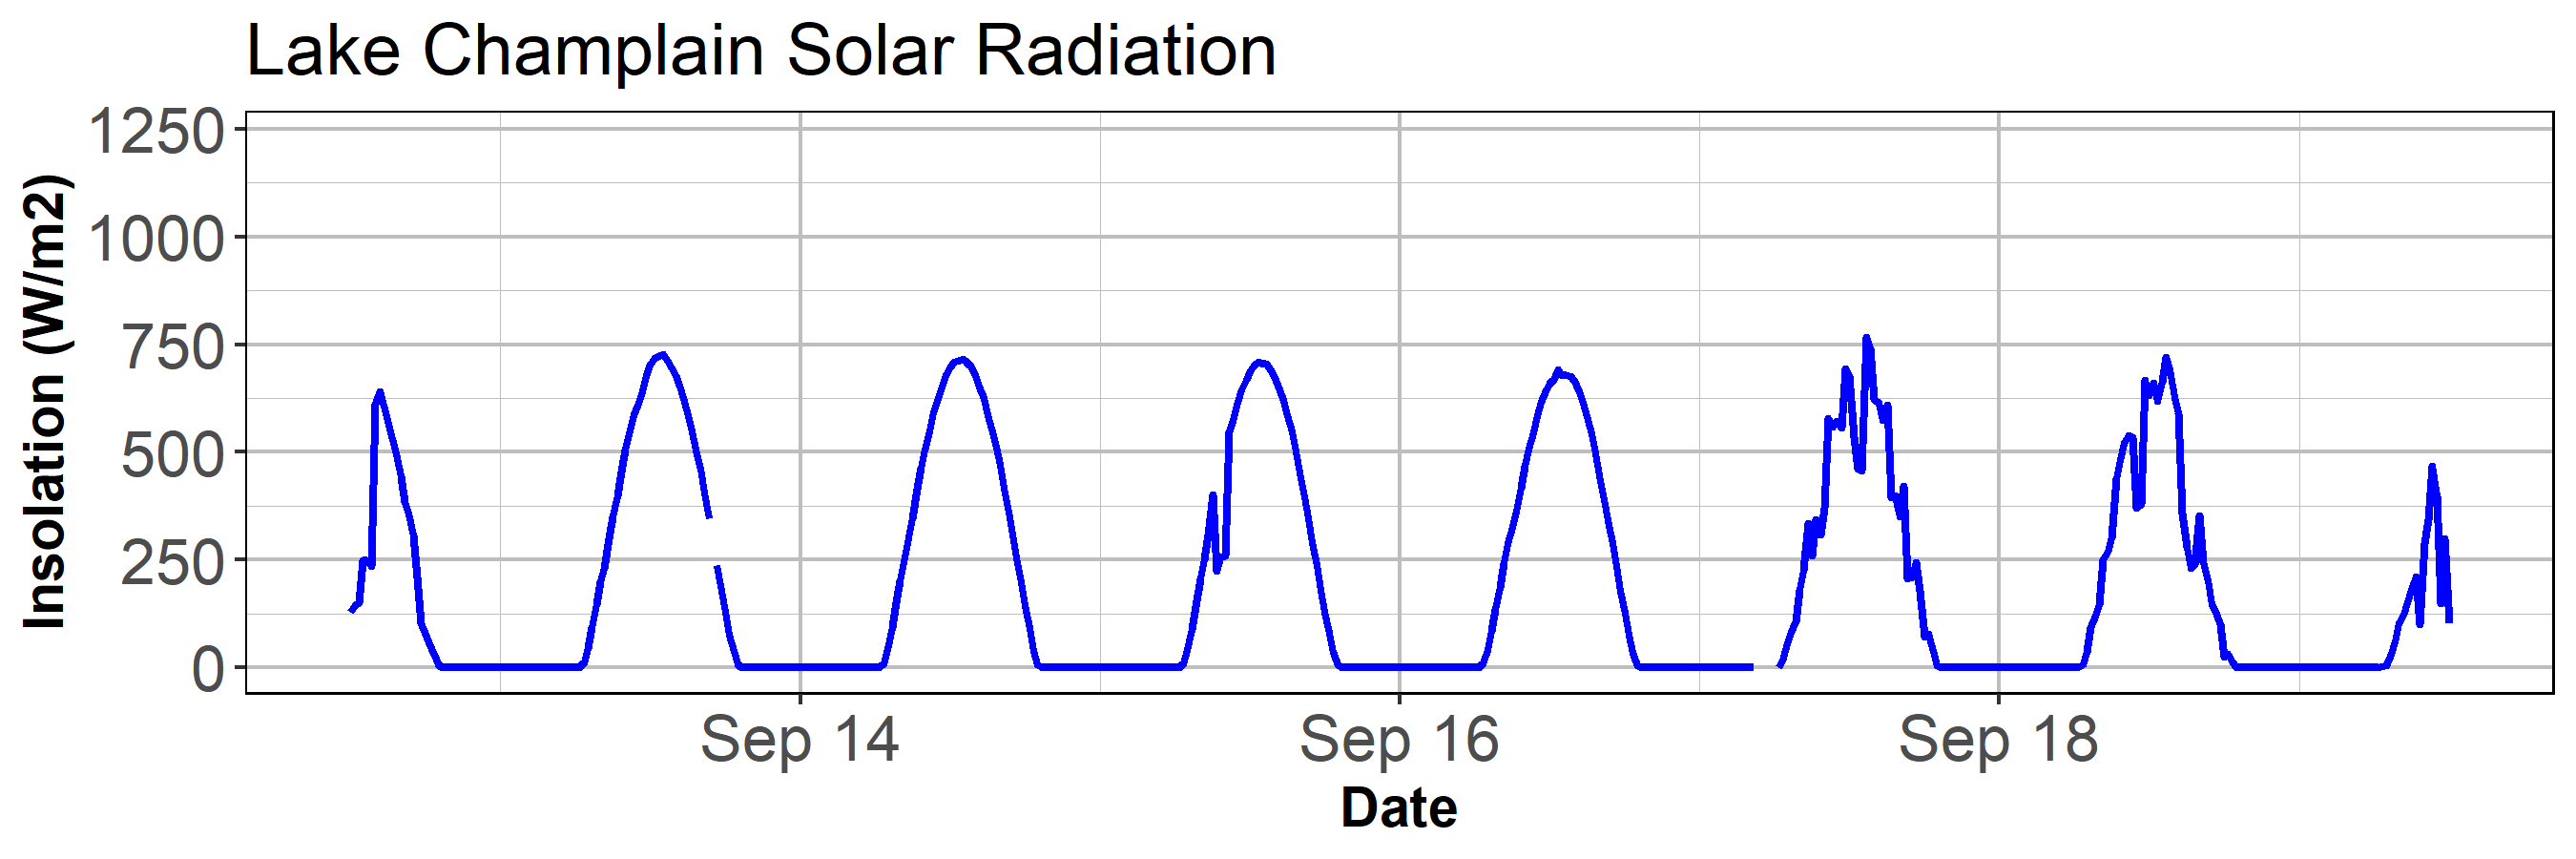 Lake Champlain Solar Radiation
Insolation (W/m2)
1250
1000
750
500
250
0
Sep 14 Sep 16 Sep 18
Date